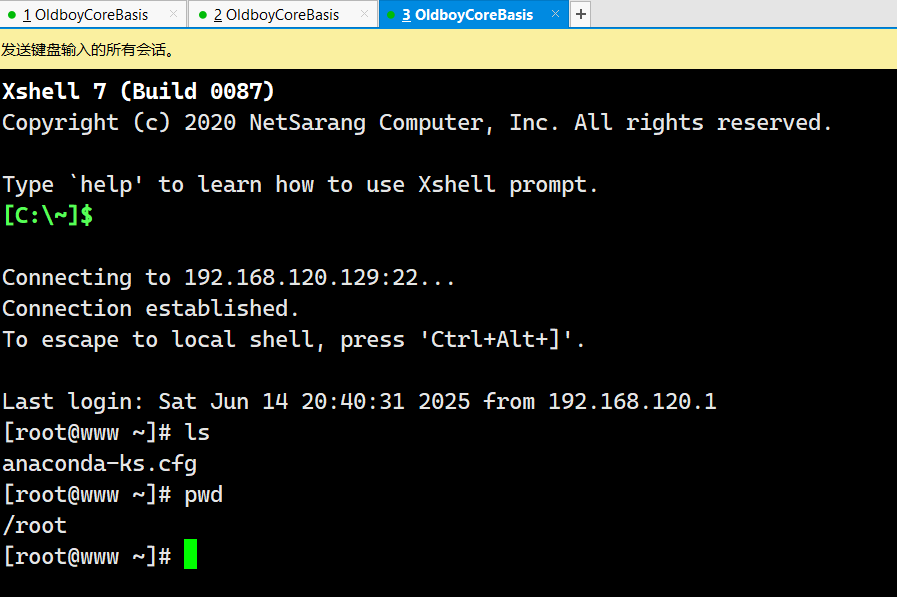 1 OldboyCoreBasis × 2 OldboyCoreBasis × 3 OldboyCoreBasis × +
发送键盘输入的所有会话。
Xshell 7 (Build 0087)
Copyright (c) 2020 NetSarang Computer, Inc. All rights reserved.
Type `help' to learn how to use Xshell prompt.
[C:\~]$
Connecting to 192.168.120.129:22...
Connection established.
To escape to local shell, press 'Ctrl+Alt+]'.
Last login: Sat Jun 14 20:40:31 2025 from 192.168.120.1
[root@www ~]# ls
anaconda-ks.cfg
[root@www ~]# pwd
/root
[root@www ~]#